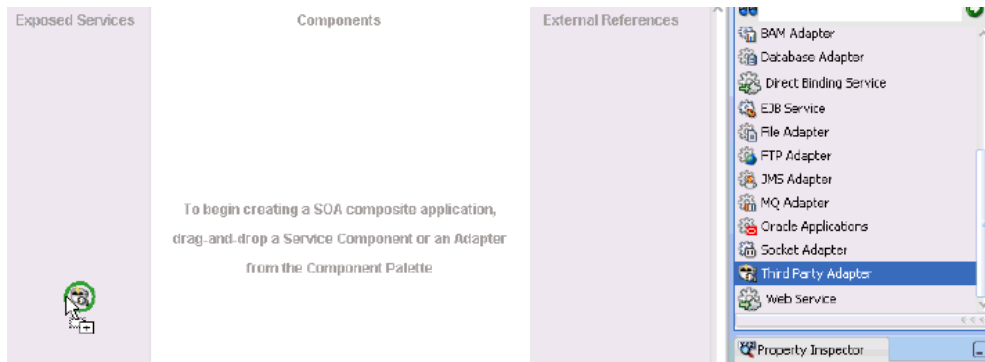 Exposed Services
Components
External References
To begin creating a SOA composite application,
drag-and-drop a Service Component or an Adapter
from the Component Palette
BAM Adapter
Database Adapter
Direct Binding Service
EJB Service
File Adapter
FTP Adapter
JMS Adapter
MQ Adapter
Oracle Applications
Socket Adapter
Third Party Adapter
Web Service
Property Inspector